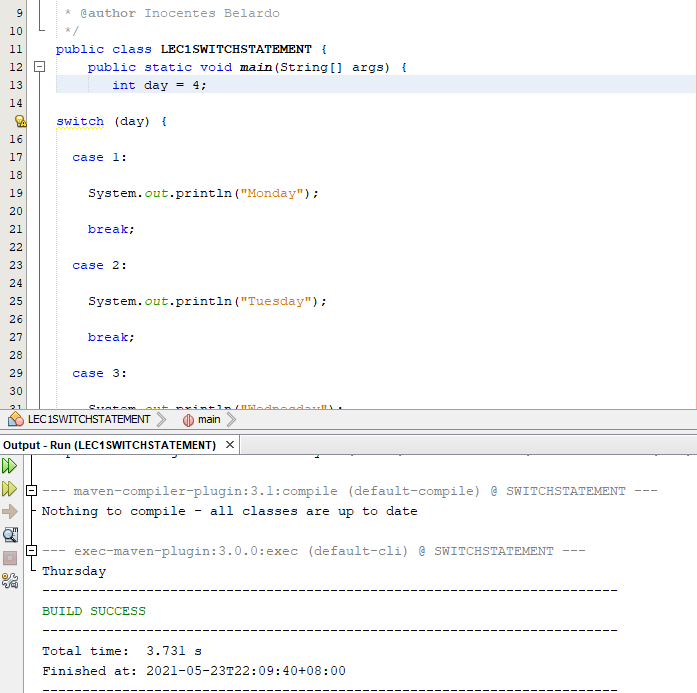 9 * @author Inocentes Belardo
10 */
11 public class LEC1SWITCHSTATEMENT {
12 public static void main(String[] args) {
13 int day = 4;
14
switch (day) {
16
17 case 1:
18
19 System.out.println("Monday");
20
21 break;
22
23 case 2:
24
25 System.out.println("Tuesday");
26
27 break;
28
29 case 3:
30
31 System.out.println("Wednesday");
LEC1SWITCHSTATEMENT main
Output - Run (LEC1SWITCHSTATEMENT) ×
--- maven-compiler-plugin:3.1:compile (default-compile) @ SWITCHSTATEMENT ---
Nothing to compile - all classes are up to date
--- exec-maven-plugin:3.0.0:exec (default-cli) @ SWITCHSTATEMENT ---
Thursday
------------------------------------------------------------------------
BUILD SUCCESS
------------------------------------------------------------------------
Total time:  3.731 s
Finished at: 2021-05-23T22:09:40+08:00
------------------------------------------------------------------------